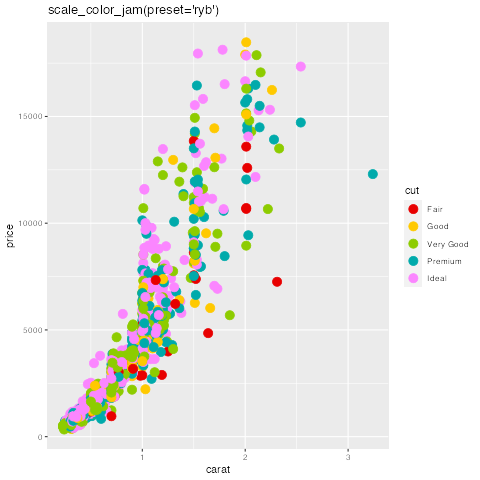 scale_color_jam(preset='ryb')
price
15000
10000
5000
0
1
2
3
carat
cut
Fair
Good
Very Good
Premium
Ideal